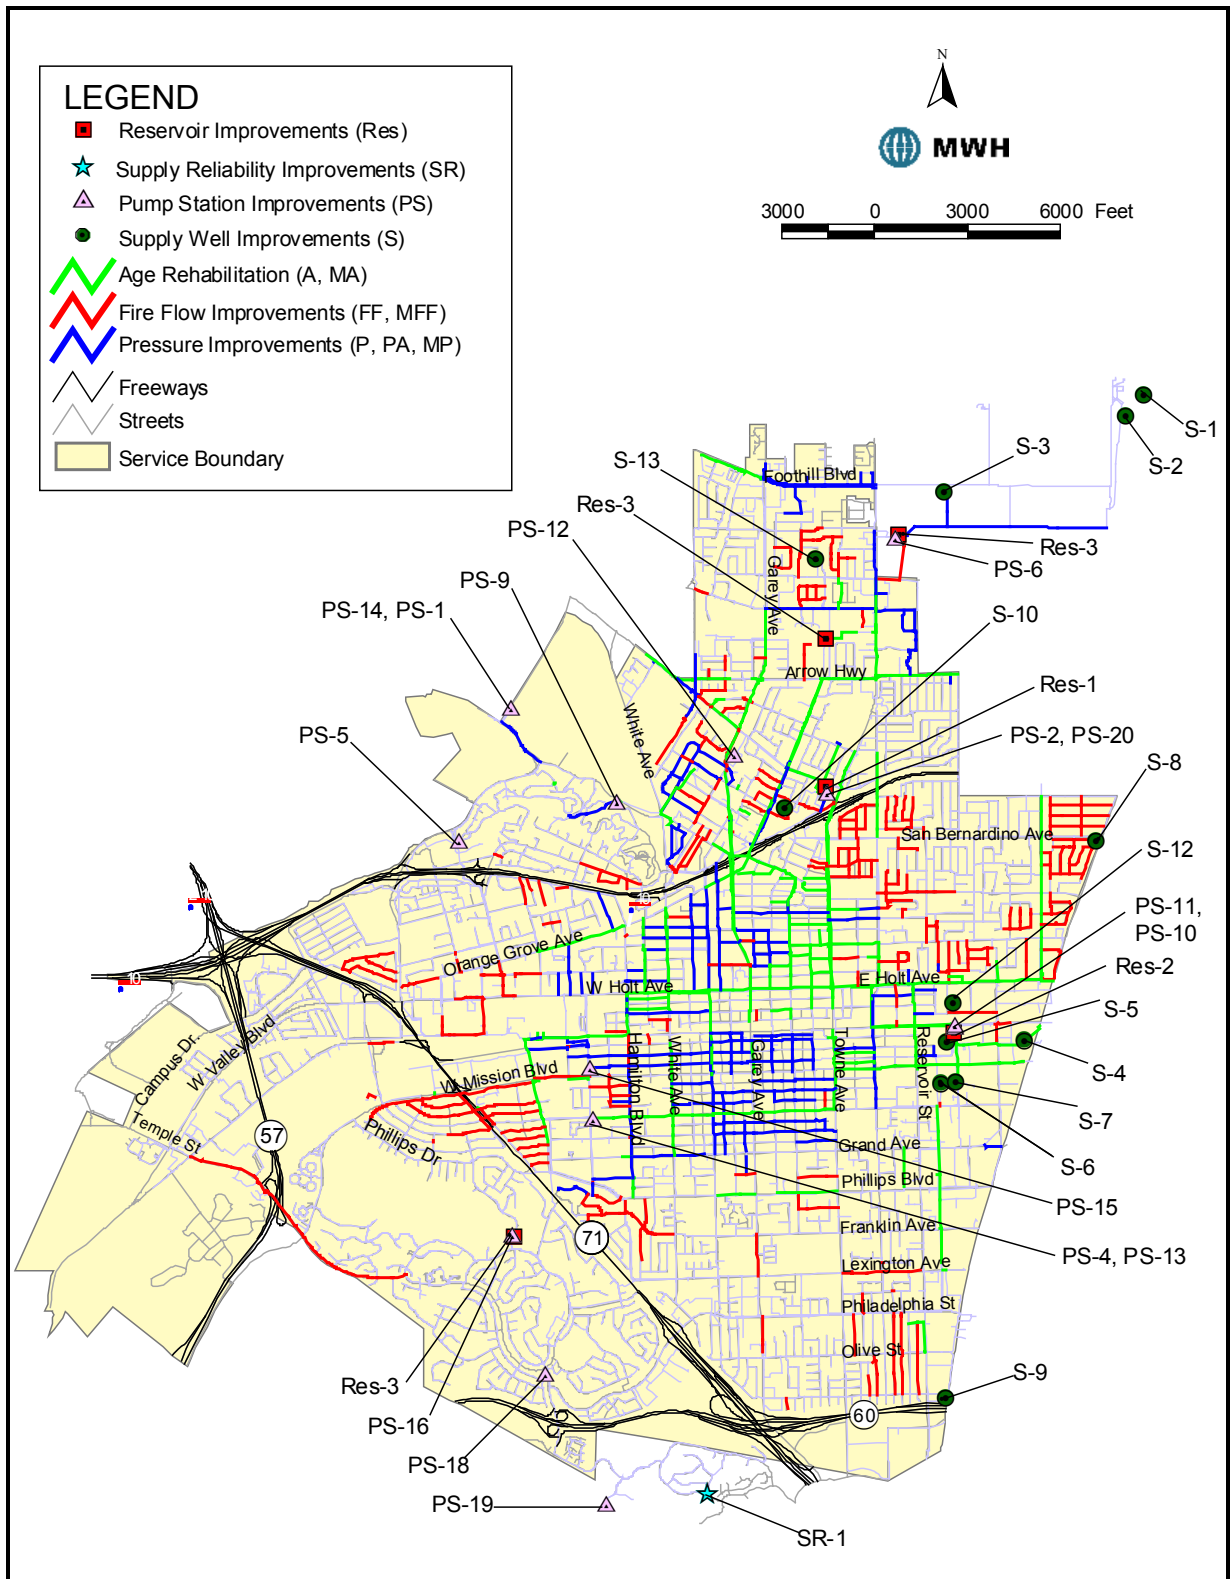 LEGEND
Reservoir Improvements (Res)
Supply Reliability Improvements (SR)
Pump Station Improvements (PS)
Supply Well Improvements (S)
Age Rehabilitation (A, MA)
Fire Flow Improvements (FF, MFF)
Pressure Improvements (P, PA, MP)
Freeways
Streets
Service Boundary
N
MWH
3000 0 3000 6000 Feet
S-1
S-2
S-3
S-13
Foothill Blvd
Res-3
PS-12
Res-3
PS-6
PS-9
Garey Ave
PS-14, PS-1
S-10
Arrow Hwy
Res-1
White Ave
PS-5
PS-2, PS-20
S-8
San Bernardino Ave
S-12
PS-11,
PS-10
10
Orange Grove Ave
Res-2
10
W Holt Ave
E Holt Ave
S-5
Campus Dr.
W Valley Blvd
Hamilton Blvd
White Ave
Garey Ave
Towne Ave
Reservoir St
S-4
W Mission Blvd
S-7
Temple St
57
Phillips Dr
Grand Ave
S-6
Phillips Blvd
PS-15
Franklin Ave
71
PS-4, PS-13
Lexington Ave
Philadelphia St
Olive St
Res-3
S-9
PS-16
60
PS-18
PS-19
SR-1